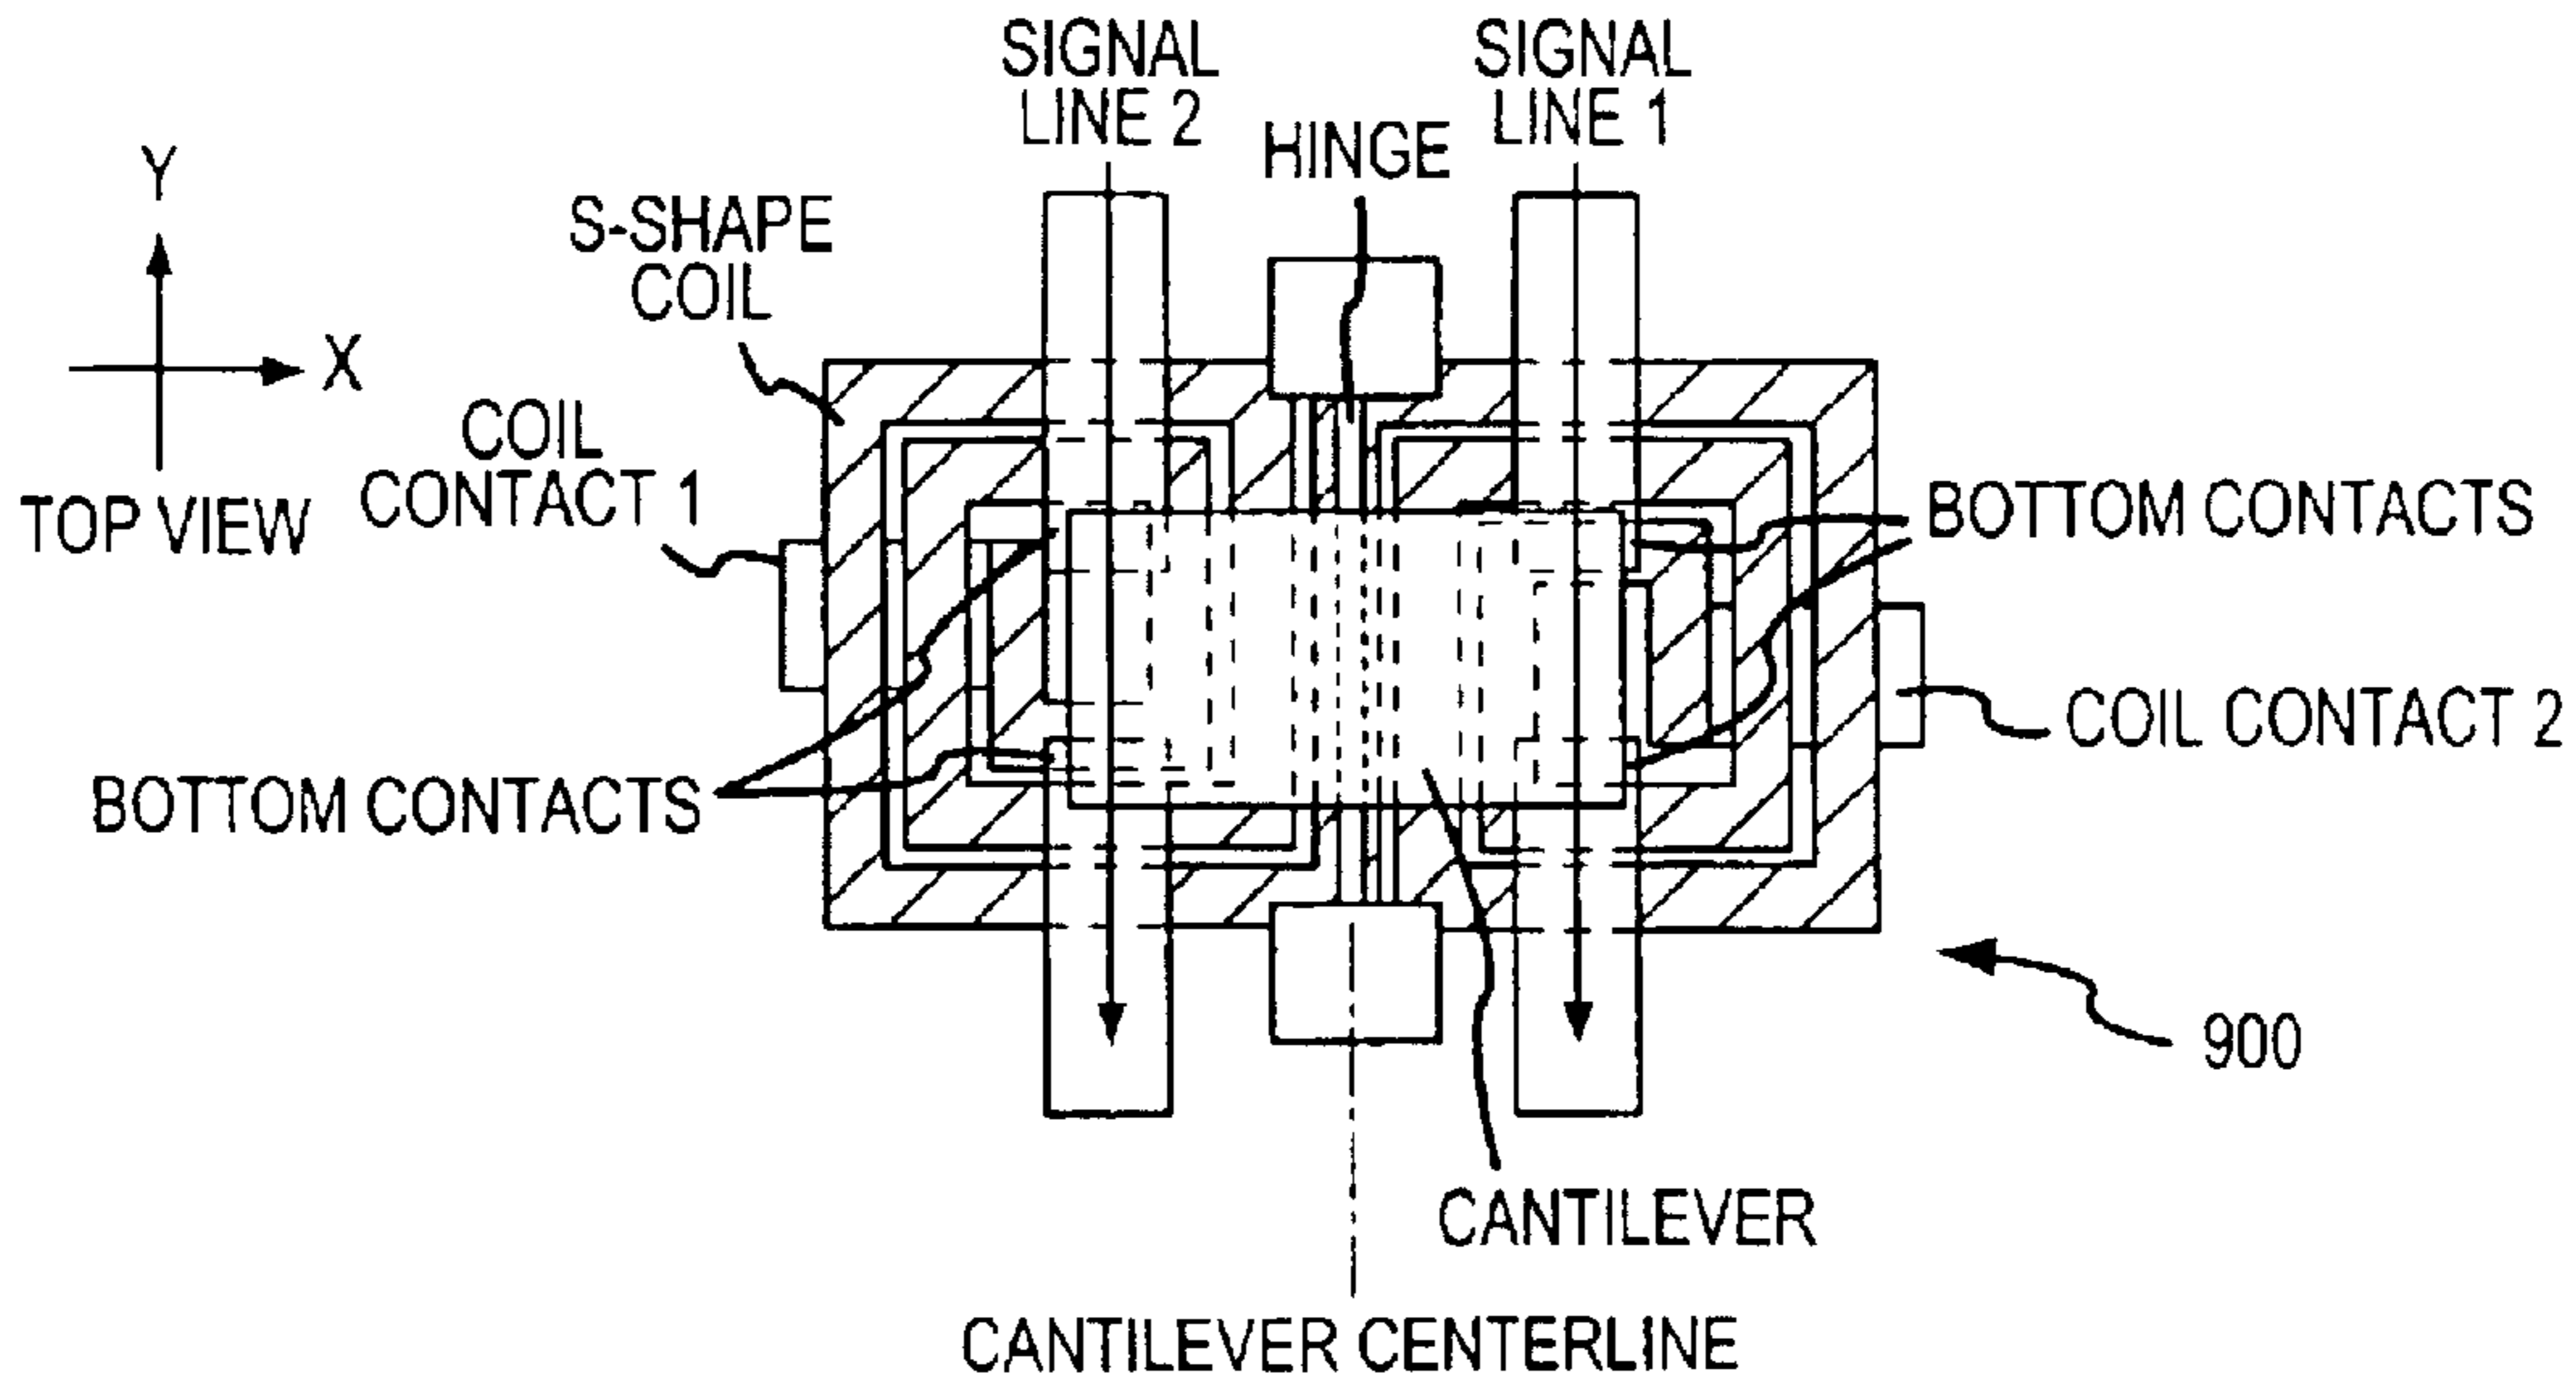 SIGNAL
LINE 2
SIGNAL
LINE 1
HINGE
Y
S-SHAPE
COIL
X
COIL
CONTACT 1
TOP VIEW
BOTTOM CONTACTS
COIL CONTACT 2
BOTTOM CONTACTS
900
CANTILEVER
CANTILEVER CENTERLINE